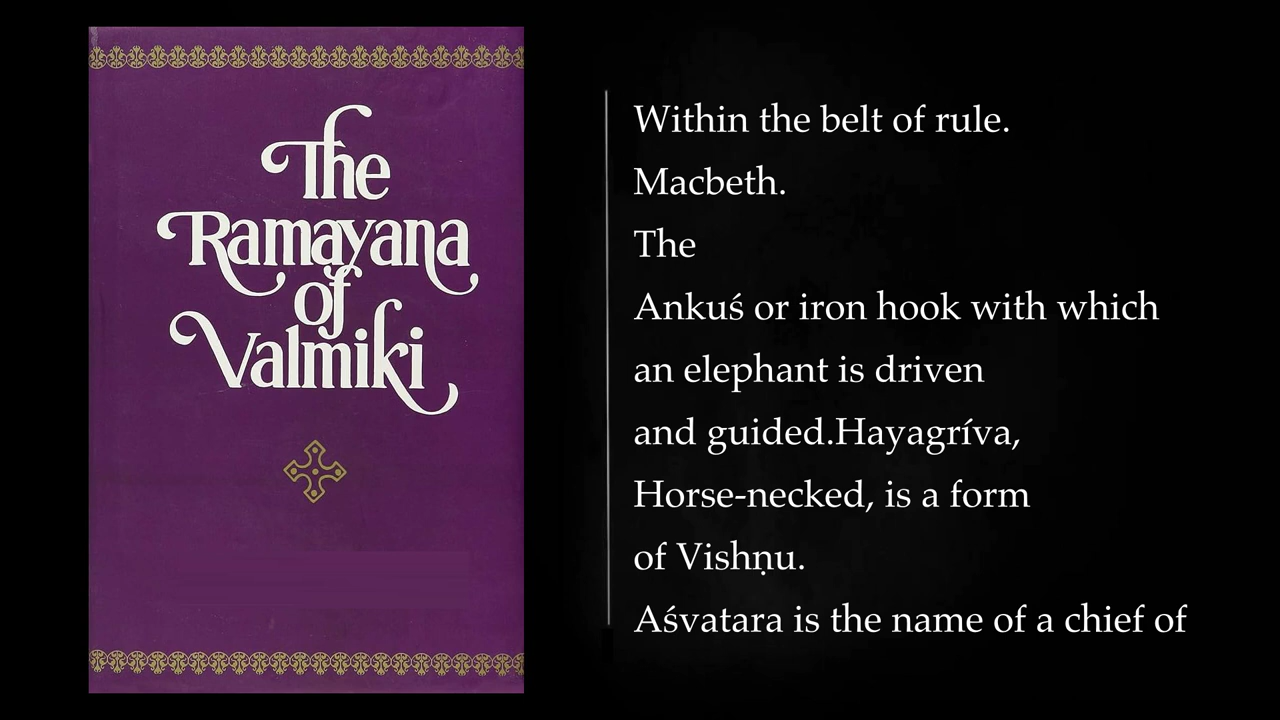 The
Ramayana
of
Valmiki
Within the belt of rule.
Macbeth.
The
Ankuś or iron hook with which
an elephant is driven
and guided.Hayagríva,
Horse-necked, is a form
of Vishṇu.
Aśvatara is the name of a chief of